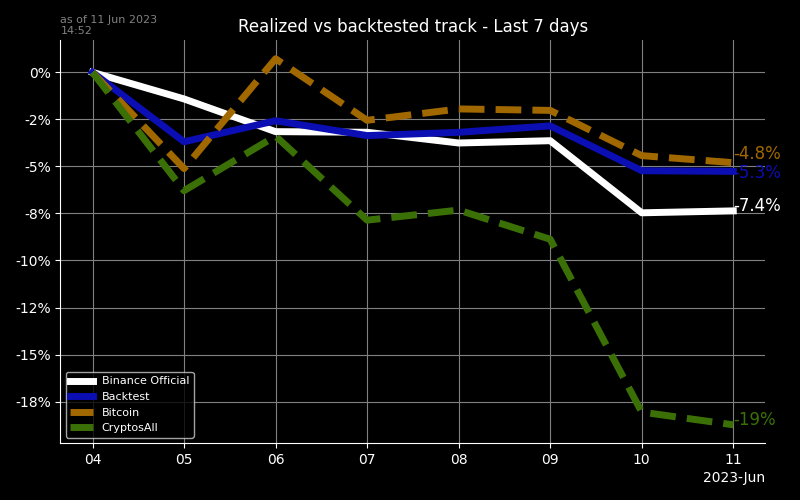 as of 11 Jun 2023
14:52
Realized vs backtested track - Last 7 days
0%
-2%
-5%
-8%
-10%
-12%
-15%
-18%
-4.8%
-5.3%
-7.4%
-19%
Binance Official
Backtest
Bitcoin
CryptosAll
04 05 06 07 08 09 10 11
2023-Jun